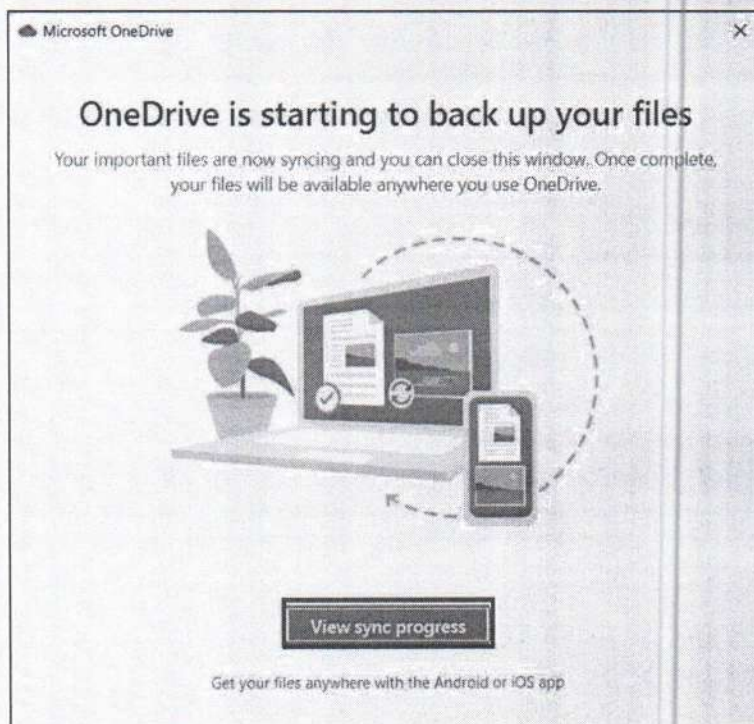 Microsoft OneDrive
OneDrive is starting to back up your files
Your important files are now syncing and you can close this window. Once complete,
your files will be available anywhere you use OneDrive.
View sync progress
Get your files anywhere with the Android or iOS app